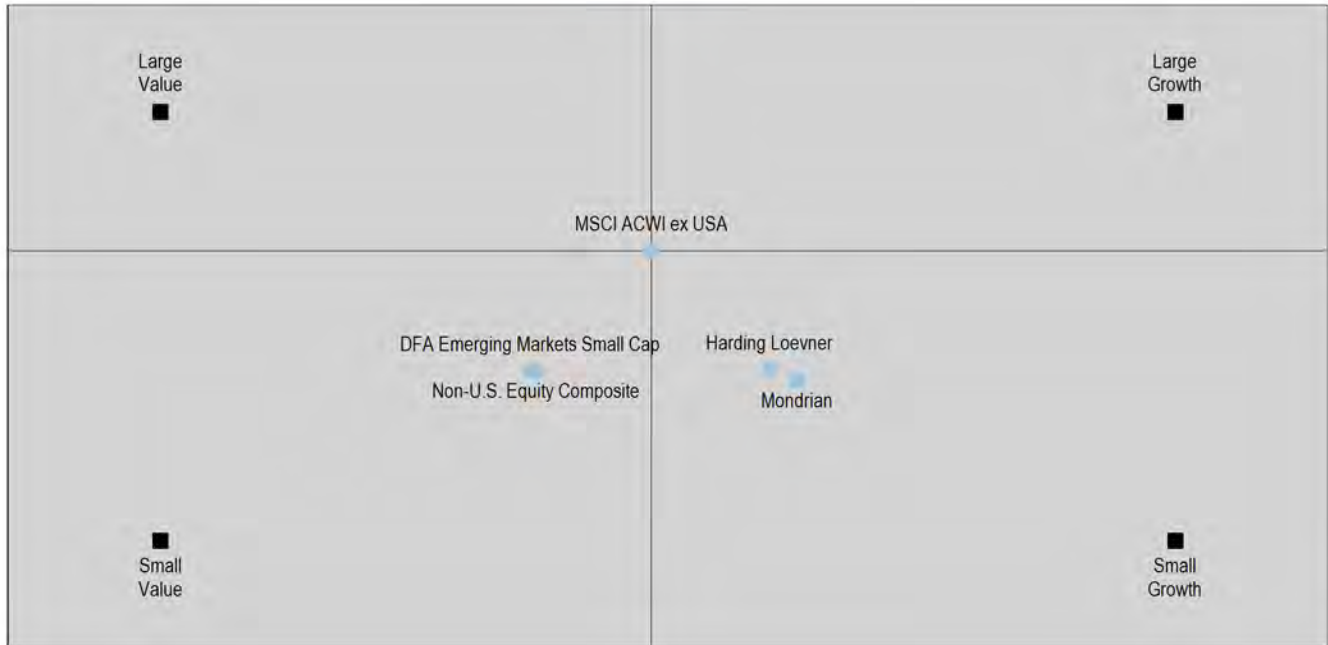 Large
Value
Large
Growth
MSCI ACWI ex USA
DFA Emerging Markets Small Cap
Harding Loevner
Non-U.S. Equity Composite
Mondrian
Small
Value
Small
Growth